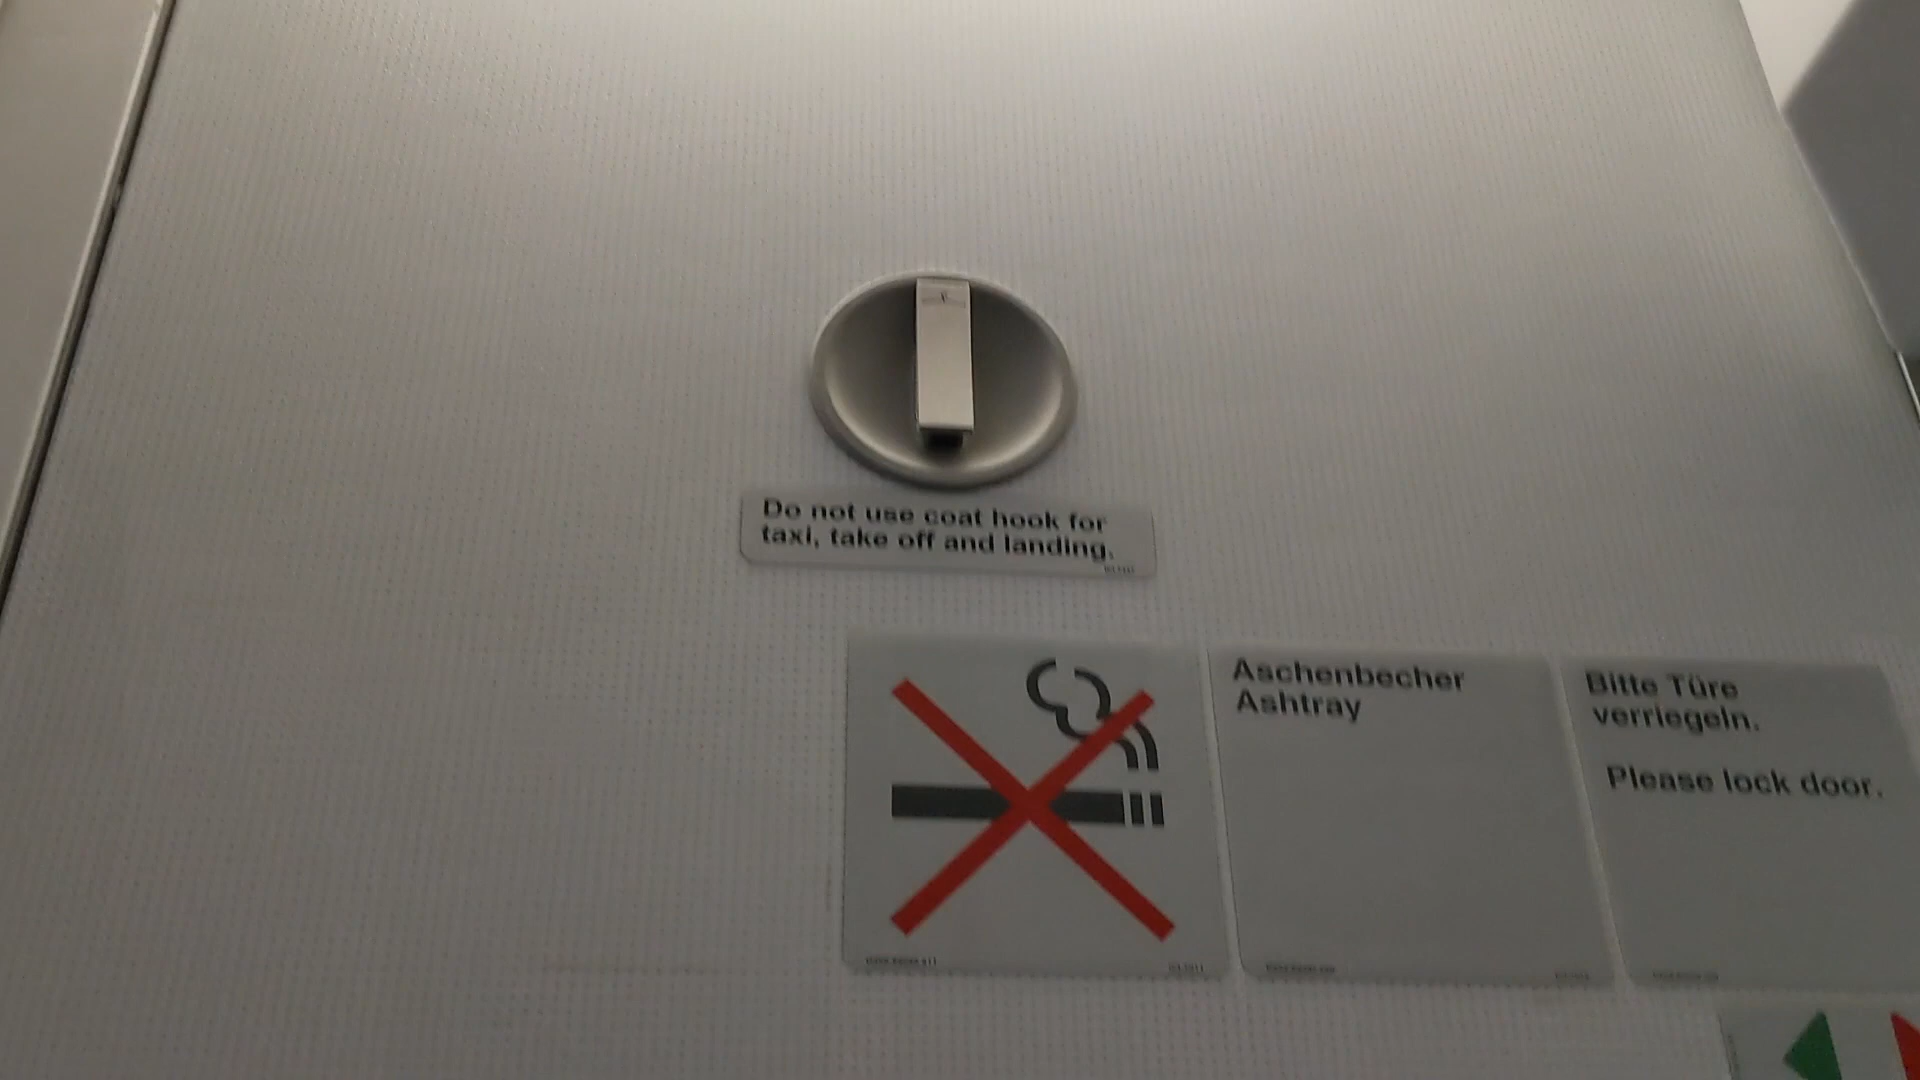 Do not use coat hook for
taxi, take off and landing.
Aschenbecher
Ashtray
Bitte Türe
verriegeln.
Please lock door.